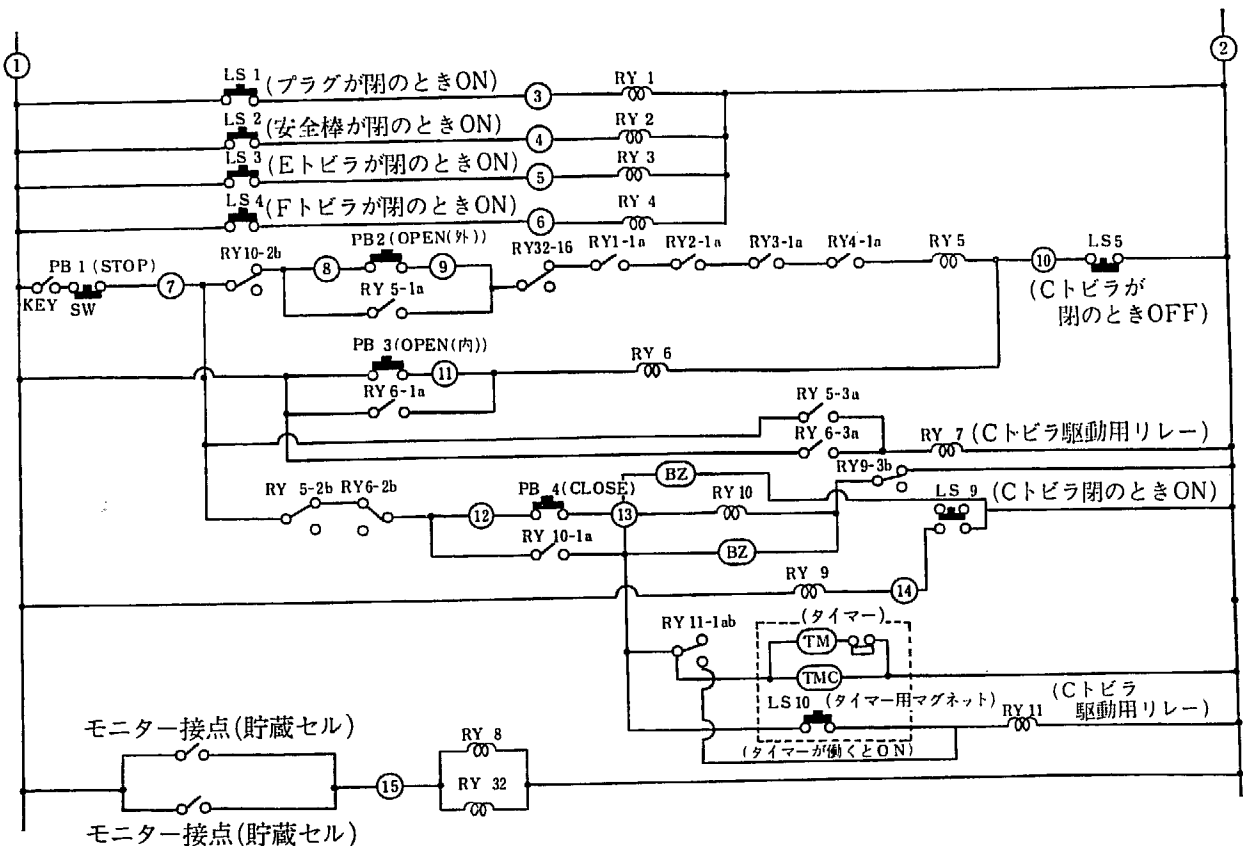 ①
②
LS 1 (プラグが閉のときON)
③
RY 1
LS 2 (安全棒が閉のときON)
④
RY 2
LS 3 (Eトビラが閉のときON)
⑤
RY 3
LS 4 (Fトビラが閉のときON)
⑥
RY 4
PB 1 (STOP)
KEY
SW
⑦
RY10-2b
⑧
PB2 (OPEN(外))
⑨
RY 5-1a
RY32-16
RY1-1a
RY2-1a
RY3-1a
RY4-1a
RY 5
⑩
LS 5
(Cトビラが
閉のときOFF)
PB 3 (OPEN(内))
⑪
RY 6
RY 6-1a
RY 5-3a
RY 6-3a
RY 7 (Cトビラ駆動用リレー)
RY9-3b
BZ
RY 5-2b
RY6-2b
⑫
PB 4 (CLOSE)
⑬
RY 10
LS 9
(Cトビラ閉のときON)
RY 10-1a
BZ
RY 9
⑭
RY 11-1ab
(タイマー)
TM
TMC
LS 10
(タイマー用マグネット)
RY 11
(Cトビラ
駆動用リレー)
(タイマーが働くとON)
モニター接点(貯蔵セル)
⑮
RY 8
RY 32
モニター接点(貯蔵セル)